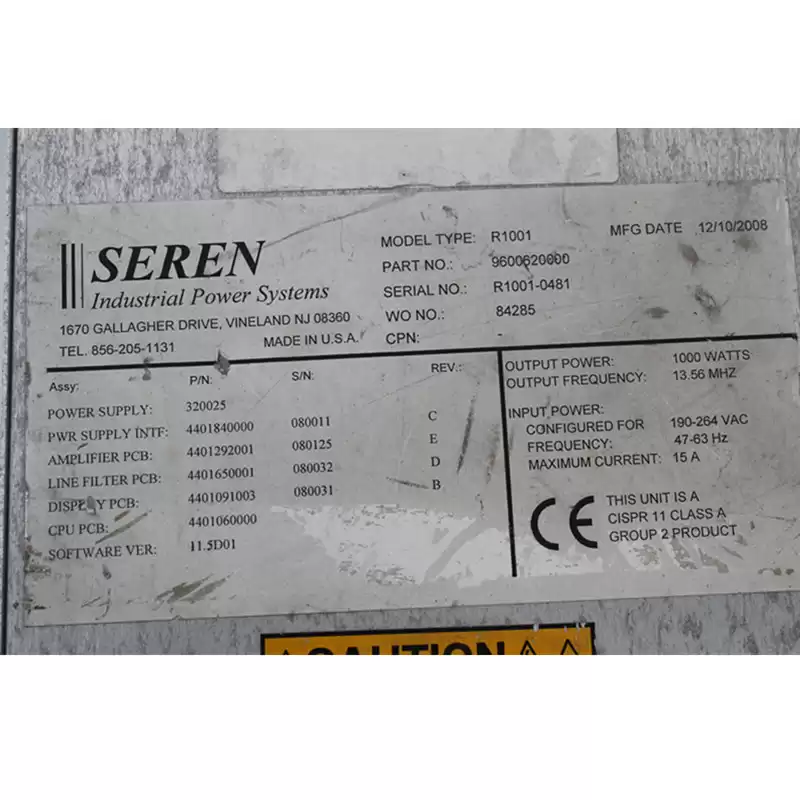 SEREN
Industrial Power Systems
1670 GALLAGHER DRIVE, VINELAND NJ 08360
TEL. 856-205-1131 MADE IN U.S.A.
MODEL TYPE: R1001 MFG DATE 12/10/2008
PART NO.: 9600620000
SERIAL NO.: R1001-0481
WO NO.: 84285
CPN: -
Assy: P/N: S/N: REV.:
POWER SUPPLY: 320025
PWR SUPPLY INTF: 4401840000 080011 C
AMPLIFIER PCB: 4401292001 080125 E
LINE FILTER PCB: 4401650001 080032 D
DISPLAY PCB: 4401091003 080031 B
CPU PCB: 4401060000
SOFTWARE VER: 11.5D01
OUTPUT POWER: 1000 WATTS
OUTPUT FREQUENCY: 13.56 MHZ
INPUT POWER:
CONFIGURED FOR 190-264 VAC
FREQUENCY: 47-63 Hz
MAXIMUM CURRENT: 15 A
CE
THIS UNIT IS A
CISPR 11 CLASS A
GROUP 2 PRODUCT
CAUTION